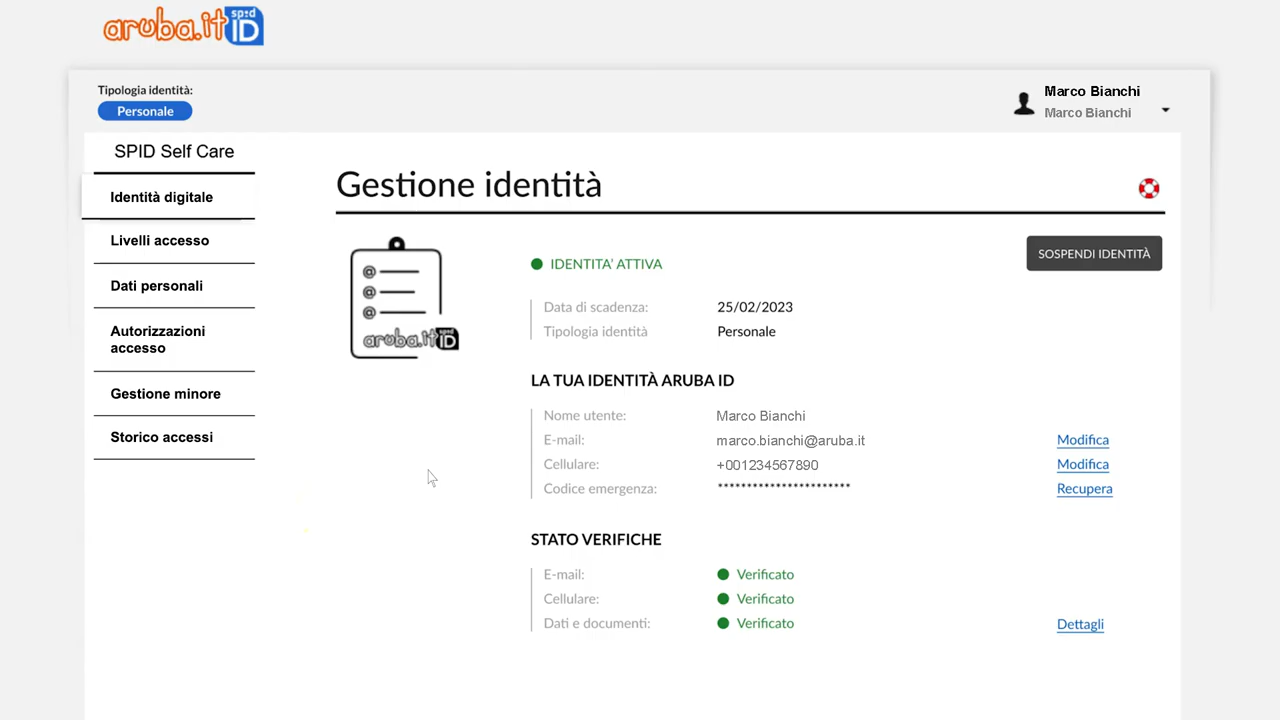 aruba.it spid ID
Tipologia identità:
Personale
Marco Bianchi
Marco Bianchi
SPID Self Care
Identità digitale
Livelli accesso
Dati personali
Autorizzazioni
accesso
Gestione minore
Storico accessi
Gestione identità
IDENTITA' ATTIVA
SOSPENDI IDENTITÀ
Data di scadenza: 25/02/2023
Tipologia identità Personale
@
@
@
aruba.it spid ID
LA TUA IDENTITÀ ARUBA ID
Nome utente: Marco Bianchi
E-mail: marco.bianchi@aruba.it Modifica
Cellulare: +001234567890 Modifica
Codice emergenza: *********************** Recupera
STATO VERIFICHE
E-mail: Verificato
Cellulare: Verificato
Dati e documenti: Verificato Dettagli